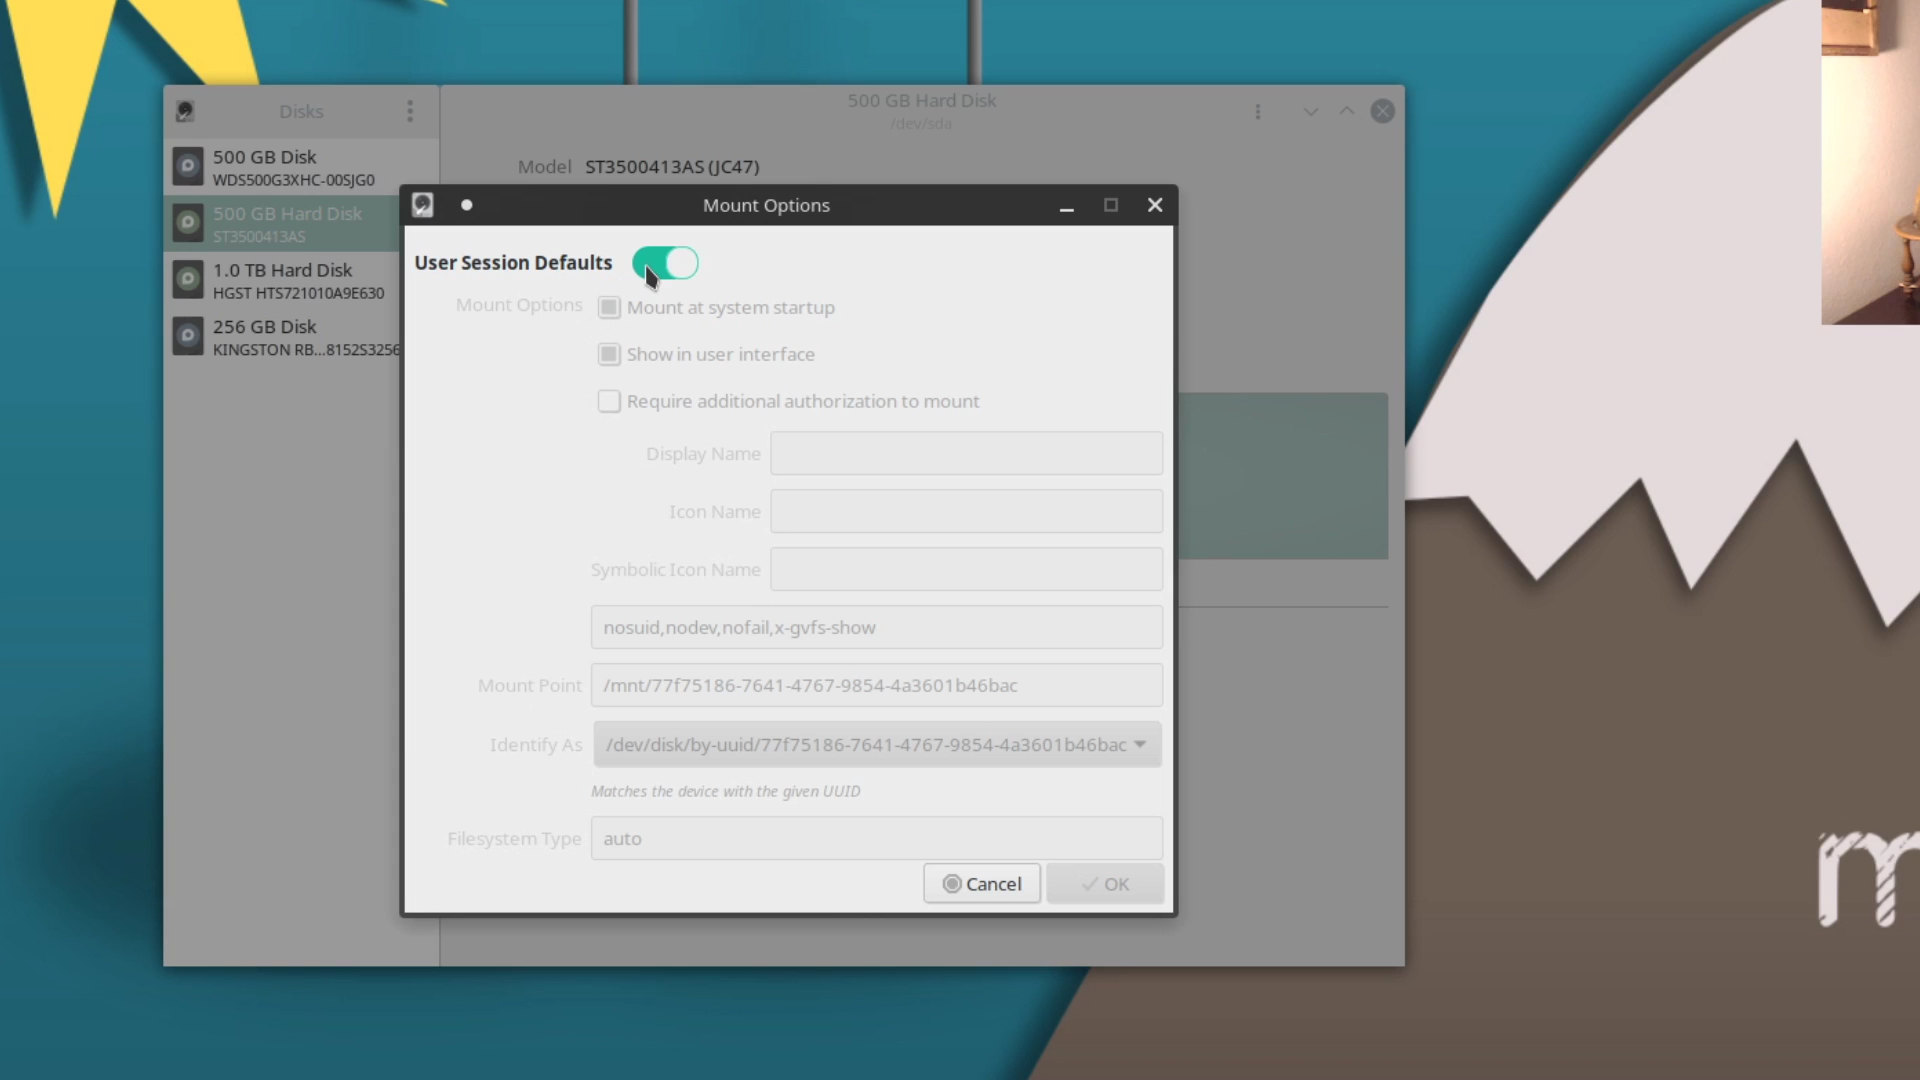 Disks
500 GB Hard Disk
/dev/sda
500 GB Disk
WDS500G3XHC-00SJG0
500 GB Hard Disk
ST3500413AS
1.0 TB Hard Disk
HGST HTS721010A9E630
256 GB Disk
KINGSTON RB...8152S3256
Model ST3500413AS (JC47)
Mount Options
User Session Defaults
Mount Options Mount at system startup
Show in user interface
Require additional authorization to mount
Display Name
Icon Name
Symbolic Icon Name
nosuid,nodev,nofail,x-gvfs-show
Mount Point /mnt/77f75186-7641-4767-9854-4a3601b46bac
Identify As /dev/disk/by-uuid/77f75186-7641-4767-9854-4a3601b46bac
Matches the device with the given UUID
Filesystem Type auto
Cancel OK
m